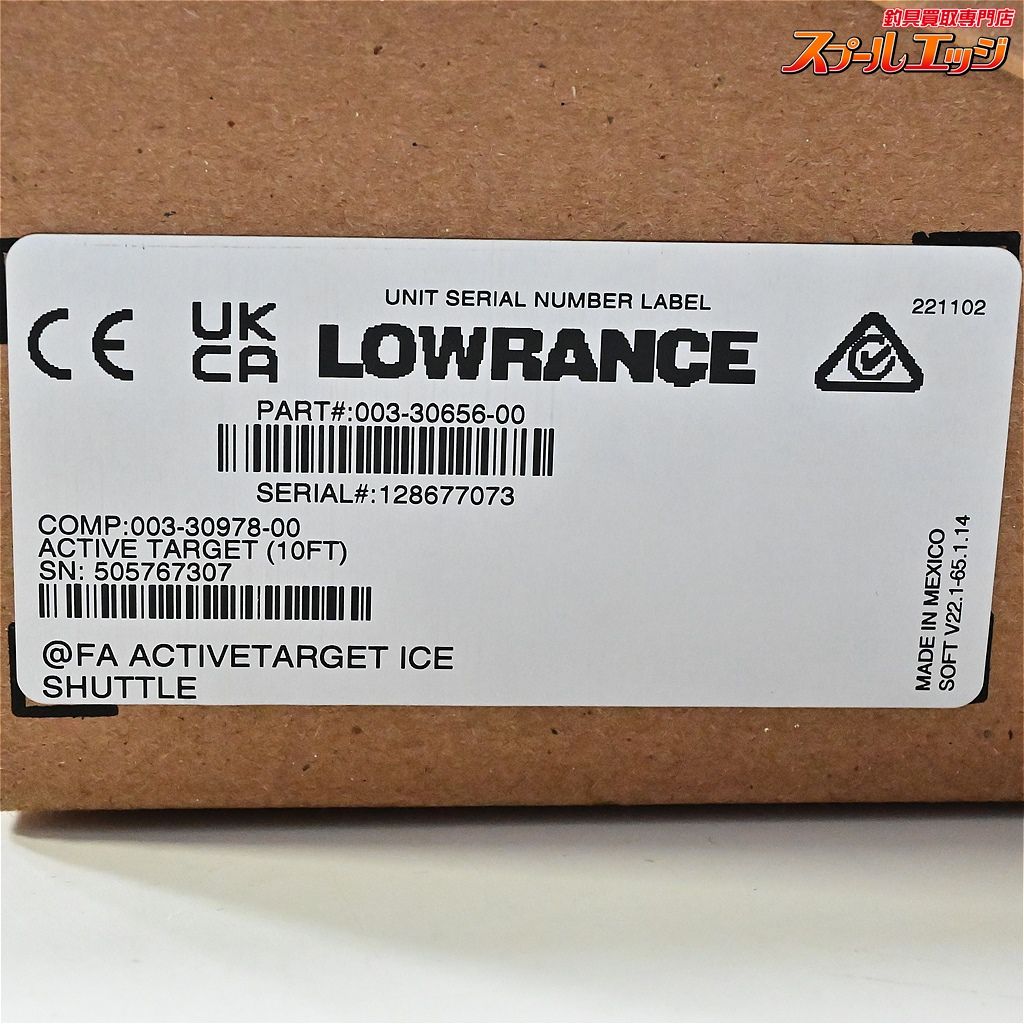 釣具買取専門店
スプールエッジ
UNIT SERIAL NUMBER LABEL
221102
CE
UK
CA
LOWRANCE
PART#:003-30656-00
SERIAL#:128677073
COMP:003-30978-00
ACTIVE TARGET (10FT)
SN: 505767307
@FA ACTIVETARGET ICE
SHUTTLE
MADE IN MEXICO
SOFT V22.1-65.1.14